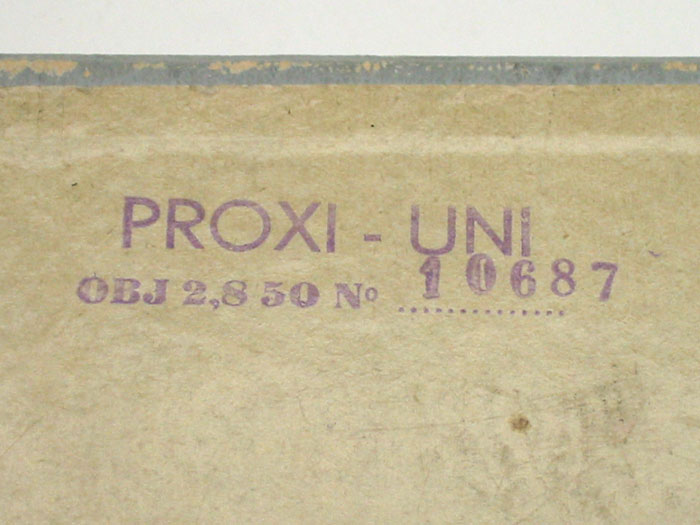 PROXI - UNI
OBJ 2,8 50 No 10687